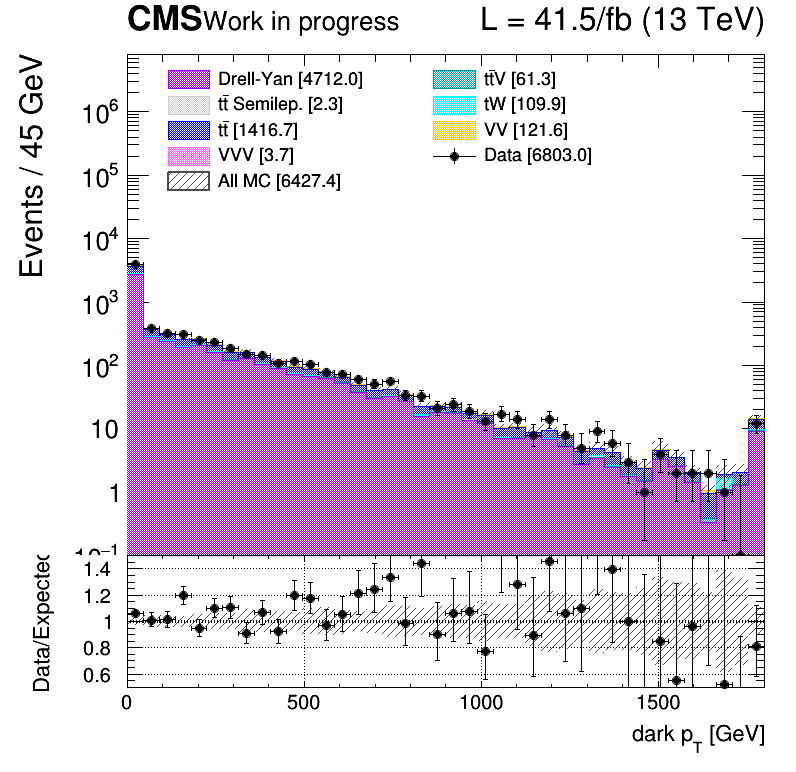 CMS Work in progress L = 41.5/fb (13 TeV)
Events / 45 GeV
Drell-Yan [4712.0] tt̄V [61.3]
tt̄ Semilep. [2.3] tW [109.9]
tt̄ [1416.7] VV [121.6]
VVV [3.7] Data [6803.0]
All MC [6427.4]
10⁶
10⁵
10⁴
10³
10²
10
1
10⁻¹
Data/Expected
1.4
1.2
1
0.8
0.6
0 500 1000 1500
dark p_T [GeV]